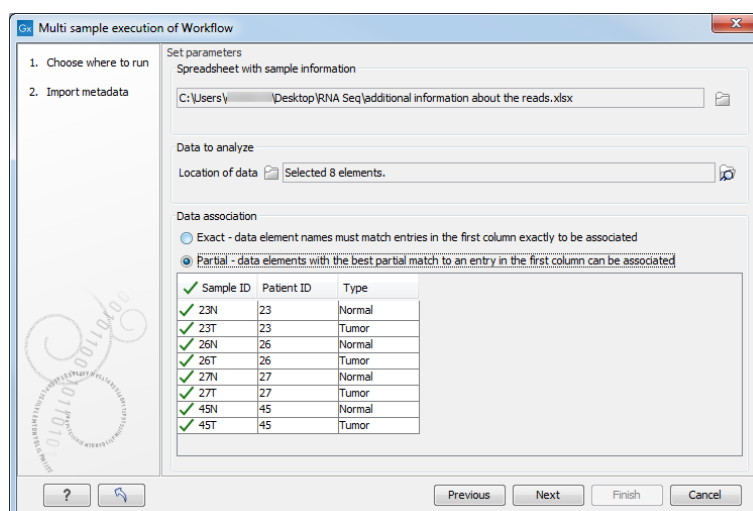 Gx Multi sample execution of Workflow
1. Choose where to run
2. Import metadata
Set parameters
Spreadsheet with sample information
C:\Users\ \Desktop\RNA Seq\additional information about the reads.xlsx
Data to analyze
Location of data Selected 8 elements.
Data association
Exact - data element names must match entries in the first column exactly to be associated
Partial - data elements with the best partial match to an entry in the first column can be associated
Sample ID Patient ID Type
23N 23 Normal
23T 23 Tumor
26N 26 Normal
26T 26 Tumor
27N 27 Normal
27T 27 Tumor
45N 45 Normal
45T 45 Tumor
? Previous Next Finish Cancel